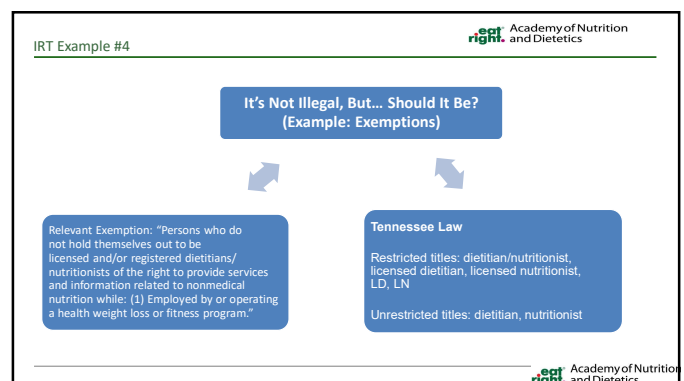 IRT Example #4
eat right. Academy of Nutrition
and Dietetics
It's Not Illegal, But... Should It Be?
(Example: Exemptions)
Relevant Exemption: "Persons who do
not hold themselves out to be
licensed and/or registered dietitians/
nutritionists of the right to provide services
and information related to nonmedical
nutrition while: (1) Employed by or operating
a health weight loss or fitness program."
Tennessee Law
Restricted titles: dietitian/nutritionist,
licensed dietitian, licensed nutritionist,
LD, LN
Unrestricted titles: dietitian, nutritionist
eat right. Academy of Nutrition
and Dietetics